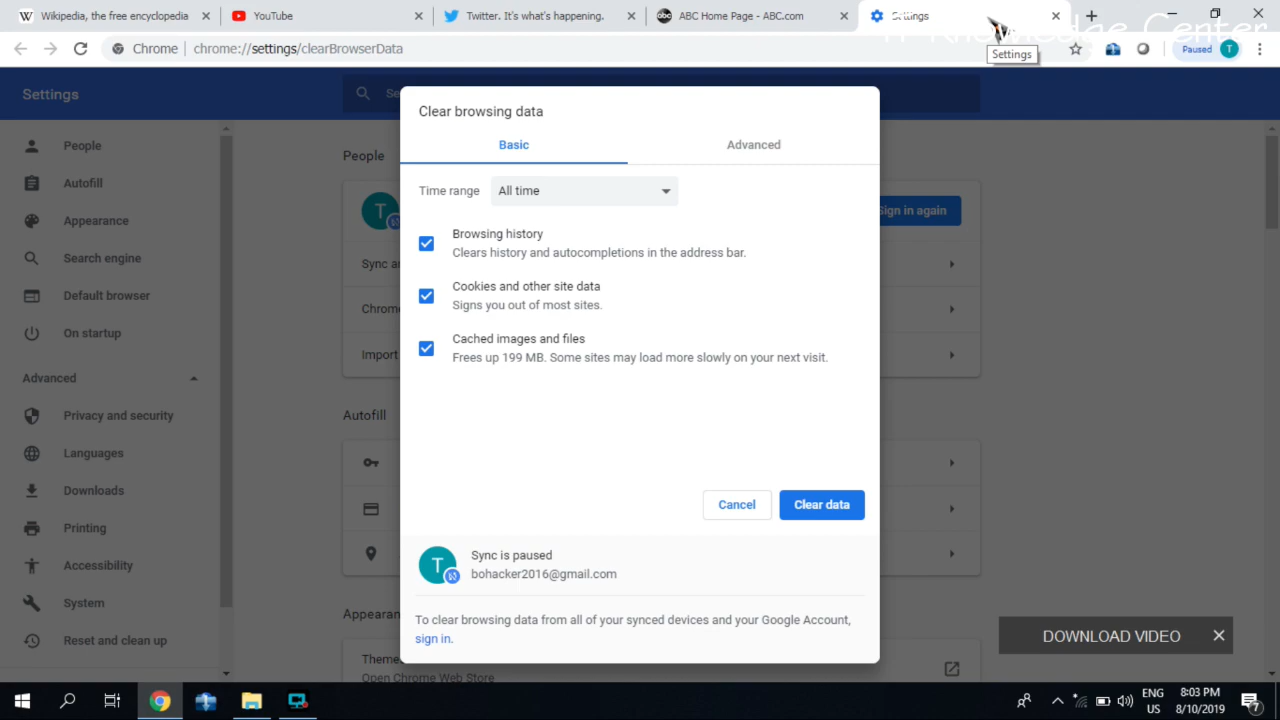 Wikipedia, the free encyclopedia
YouTube
Twitter. It's what's happening.
ABC Home Page - ABC.com
Settings
Knowledge Center
Chrome
chrome://settings/clearBrowserData
Settings
Paused
T
Settings
People
Autofill
Appearance
Search engine
Default browser
On startup
Advanced
Privacy and security
Languages
Downloads
Printing
Accessibility
System
Reset and clean up
People
T
Sign in again
Sync
Import
Autofill
Theme
Open Chrome Web Store
Clear browsing data
Basic
Advanced
Time range
All time
Browsing history
Clears history and autocompletions in the address bar.
Cookies and other site data
Signs you out of most sites.
Cached images and files
Frees up 199 MB. Some sites may load more slowly on your next visit.
Cancel
Clear data
T
Sync is paused
bohacker2016@gmail.com
To clear browsing data from all of your synced devices and your Google Account,
sign in.
DOWNLOAD VIDEO
ENG
US
8:03 PM
8/10/2019
7